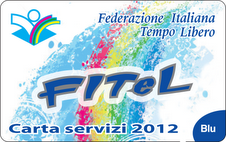 Federazione Italiana
Tempo Libero
FITeL
Carta servizi 2012
Blu